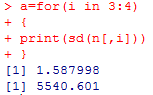 > a=for(i in 3:4)
+ {
+ print(sd(n[,i]))
+ }
[1] 1.587998
[1] 5540.601